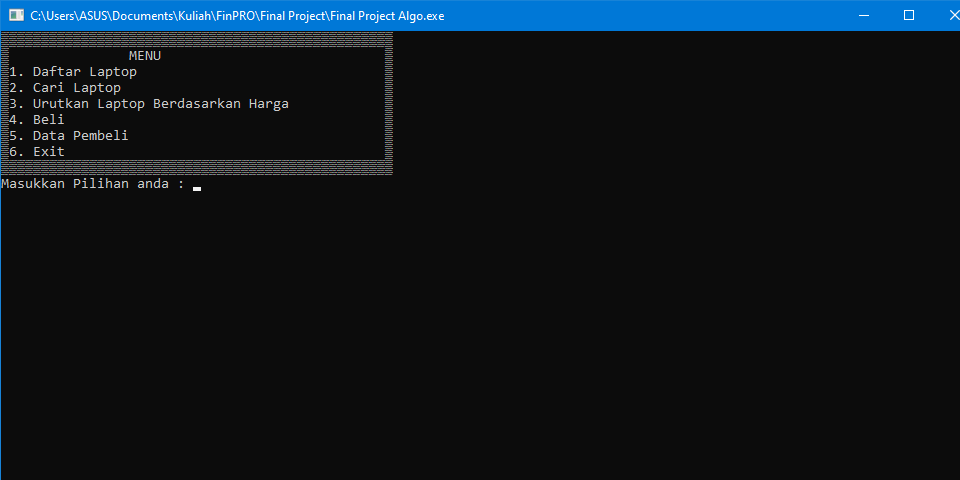 C:\Users\ASUS\Documents\Kuliah\FinPRO\Final Project\Final Project Algo.exe
MENU
1. Daftar Laptop
2. Cari Laptop
3. Urutkan Laptop Berdasarkan Harga
4. Beli
5. Data Pembeli
6. Exit
Masukkan Pilihan anda :